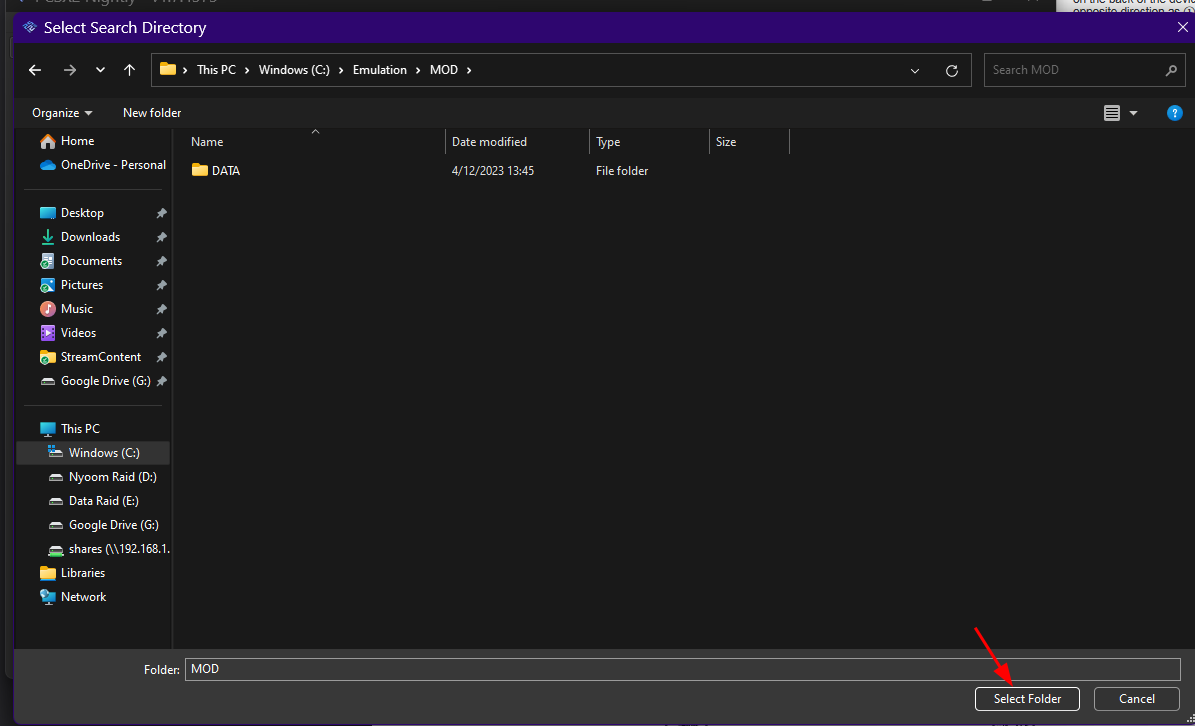 Select Search Directory
This PC
Windows (C:)
Emulation
MOD
Search MOD
Organize
New folder
?
Name
Date modified
Type
Size
DATA
4/12/2023 13:45
File folder
Home
OneDrive - Personal
Desktop
Downloads
Documents
Pictures
Music
Videos
StreamContent
Google Drive (G:)
This PC
Windows (C:)
Nyoom Raid (D:)
Data Raid (E:)
Google Drive (G:)
shares (\\192.168.1.
Libraries
Network
Folder:
MOD
Select Folder
Cancel